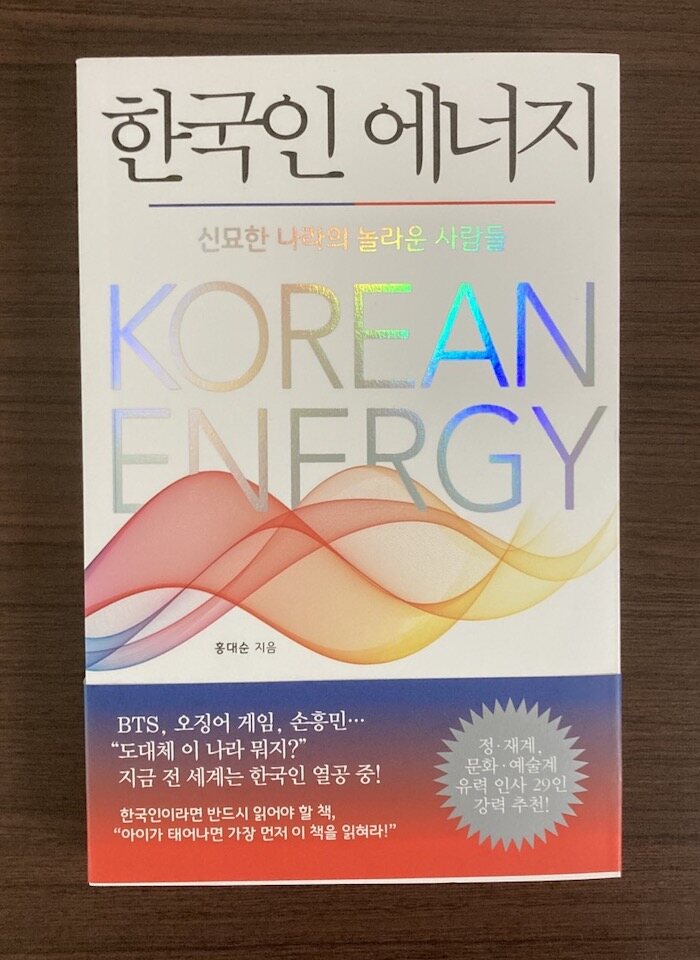 한국인 에너지
신묘한 나라의 놀라운 사람들
KOREAN
ENERGY
홍대순 지음
BTS, 오징어 게임, 손흥민…
“도대체 이 나라 뭐지?”
지금 전 세계는 한국인 열공 중!
한국인이라면 반드시 읽어야 할 책,
“아이가 태어나면 가장 먼저 이 책을 읽혀라!”
정·재계,
문화·예술계
유력 인사 29인
강력 추천!